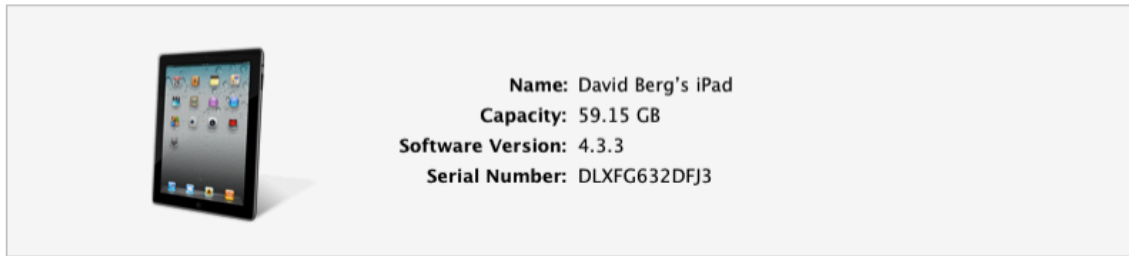 Name: David Berg's iPad
Capacity: 59.15 GB
Software Version: 4.3.3
Serial Number: DLXFG632DFJ3